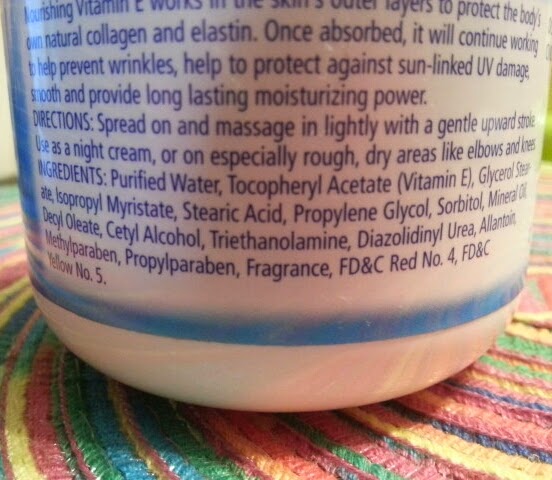 Nourishing Vitamin E works in the skin's outer layers to protect the body's
own natural collagen and elastin. Once absorbed, it will continue working
to help prevent wrinkles, help to protect against sun-linked UV damage,
smooth and provide long lasting moisturizing power.
DIRECTIONS: Spread on and massage in lightly with a gentle upward stroke.
Use as a night cream, or on especially rough, dry areas like elbows and knees.
INGREDIENTS: Purified Water, Tocopheryl Acetate (Vitamin E), Glycerol Stear-
ate, Isopropyl Myristate, Stearic Acid, Propylene Glycol, Sorbitol, Mineral Oil,
Decyl Oleate, Cetyl Alcohol, Triethanolamine, Diazolidinyl Urea, Allantoin,
Methylparaben, Propylparaben, Fragrance, FD&C Red No. 4, FD&C
Yellow No. 5.